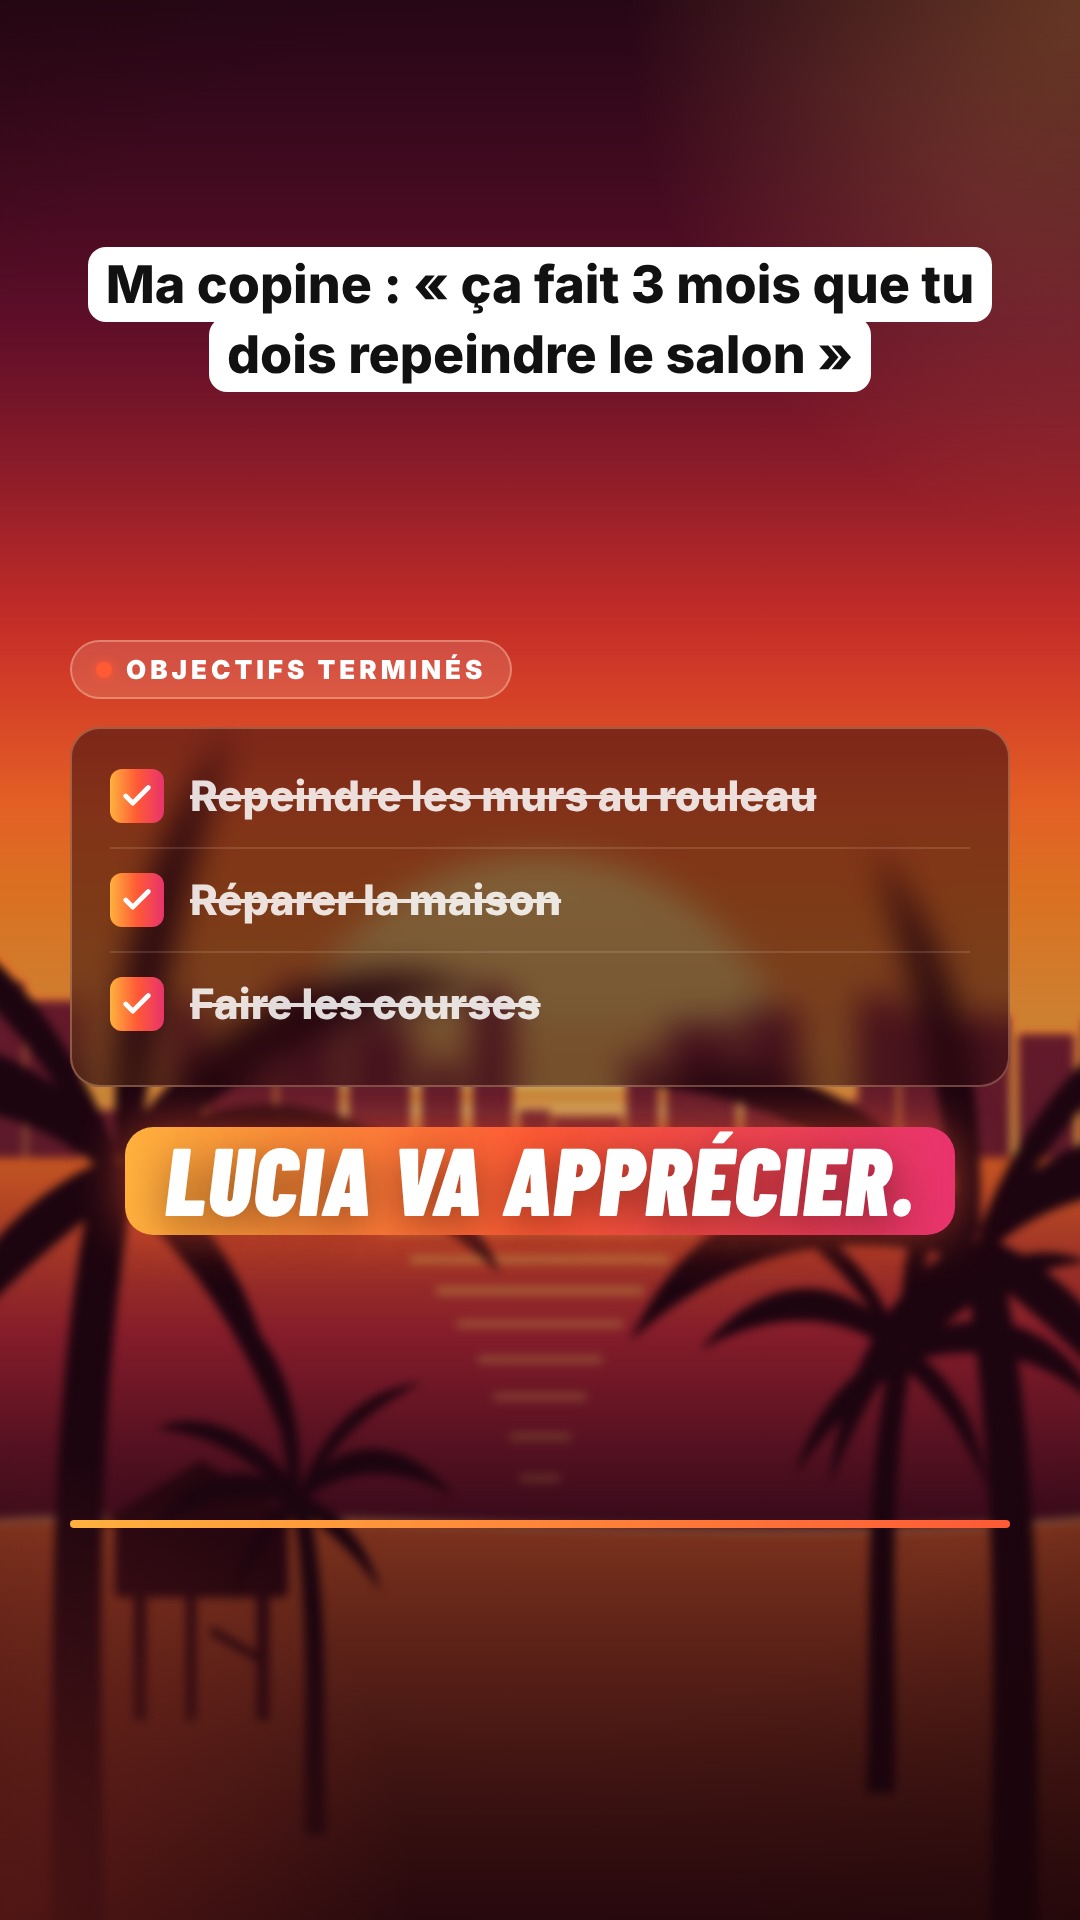 Ma copine : « ça fait 3 mois que tu
dois repeindre le salon »
OBJECTIFS TERMINÉS
Repeindre les murs au rouleau
Réparer la maison
Faire les courses
LUCIA VA APPRÉCIER.